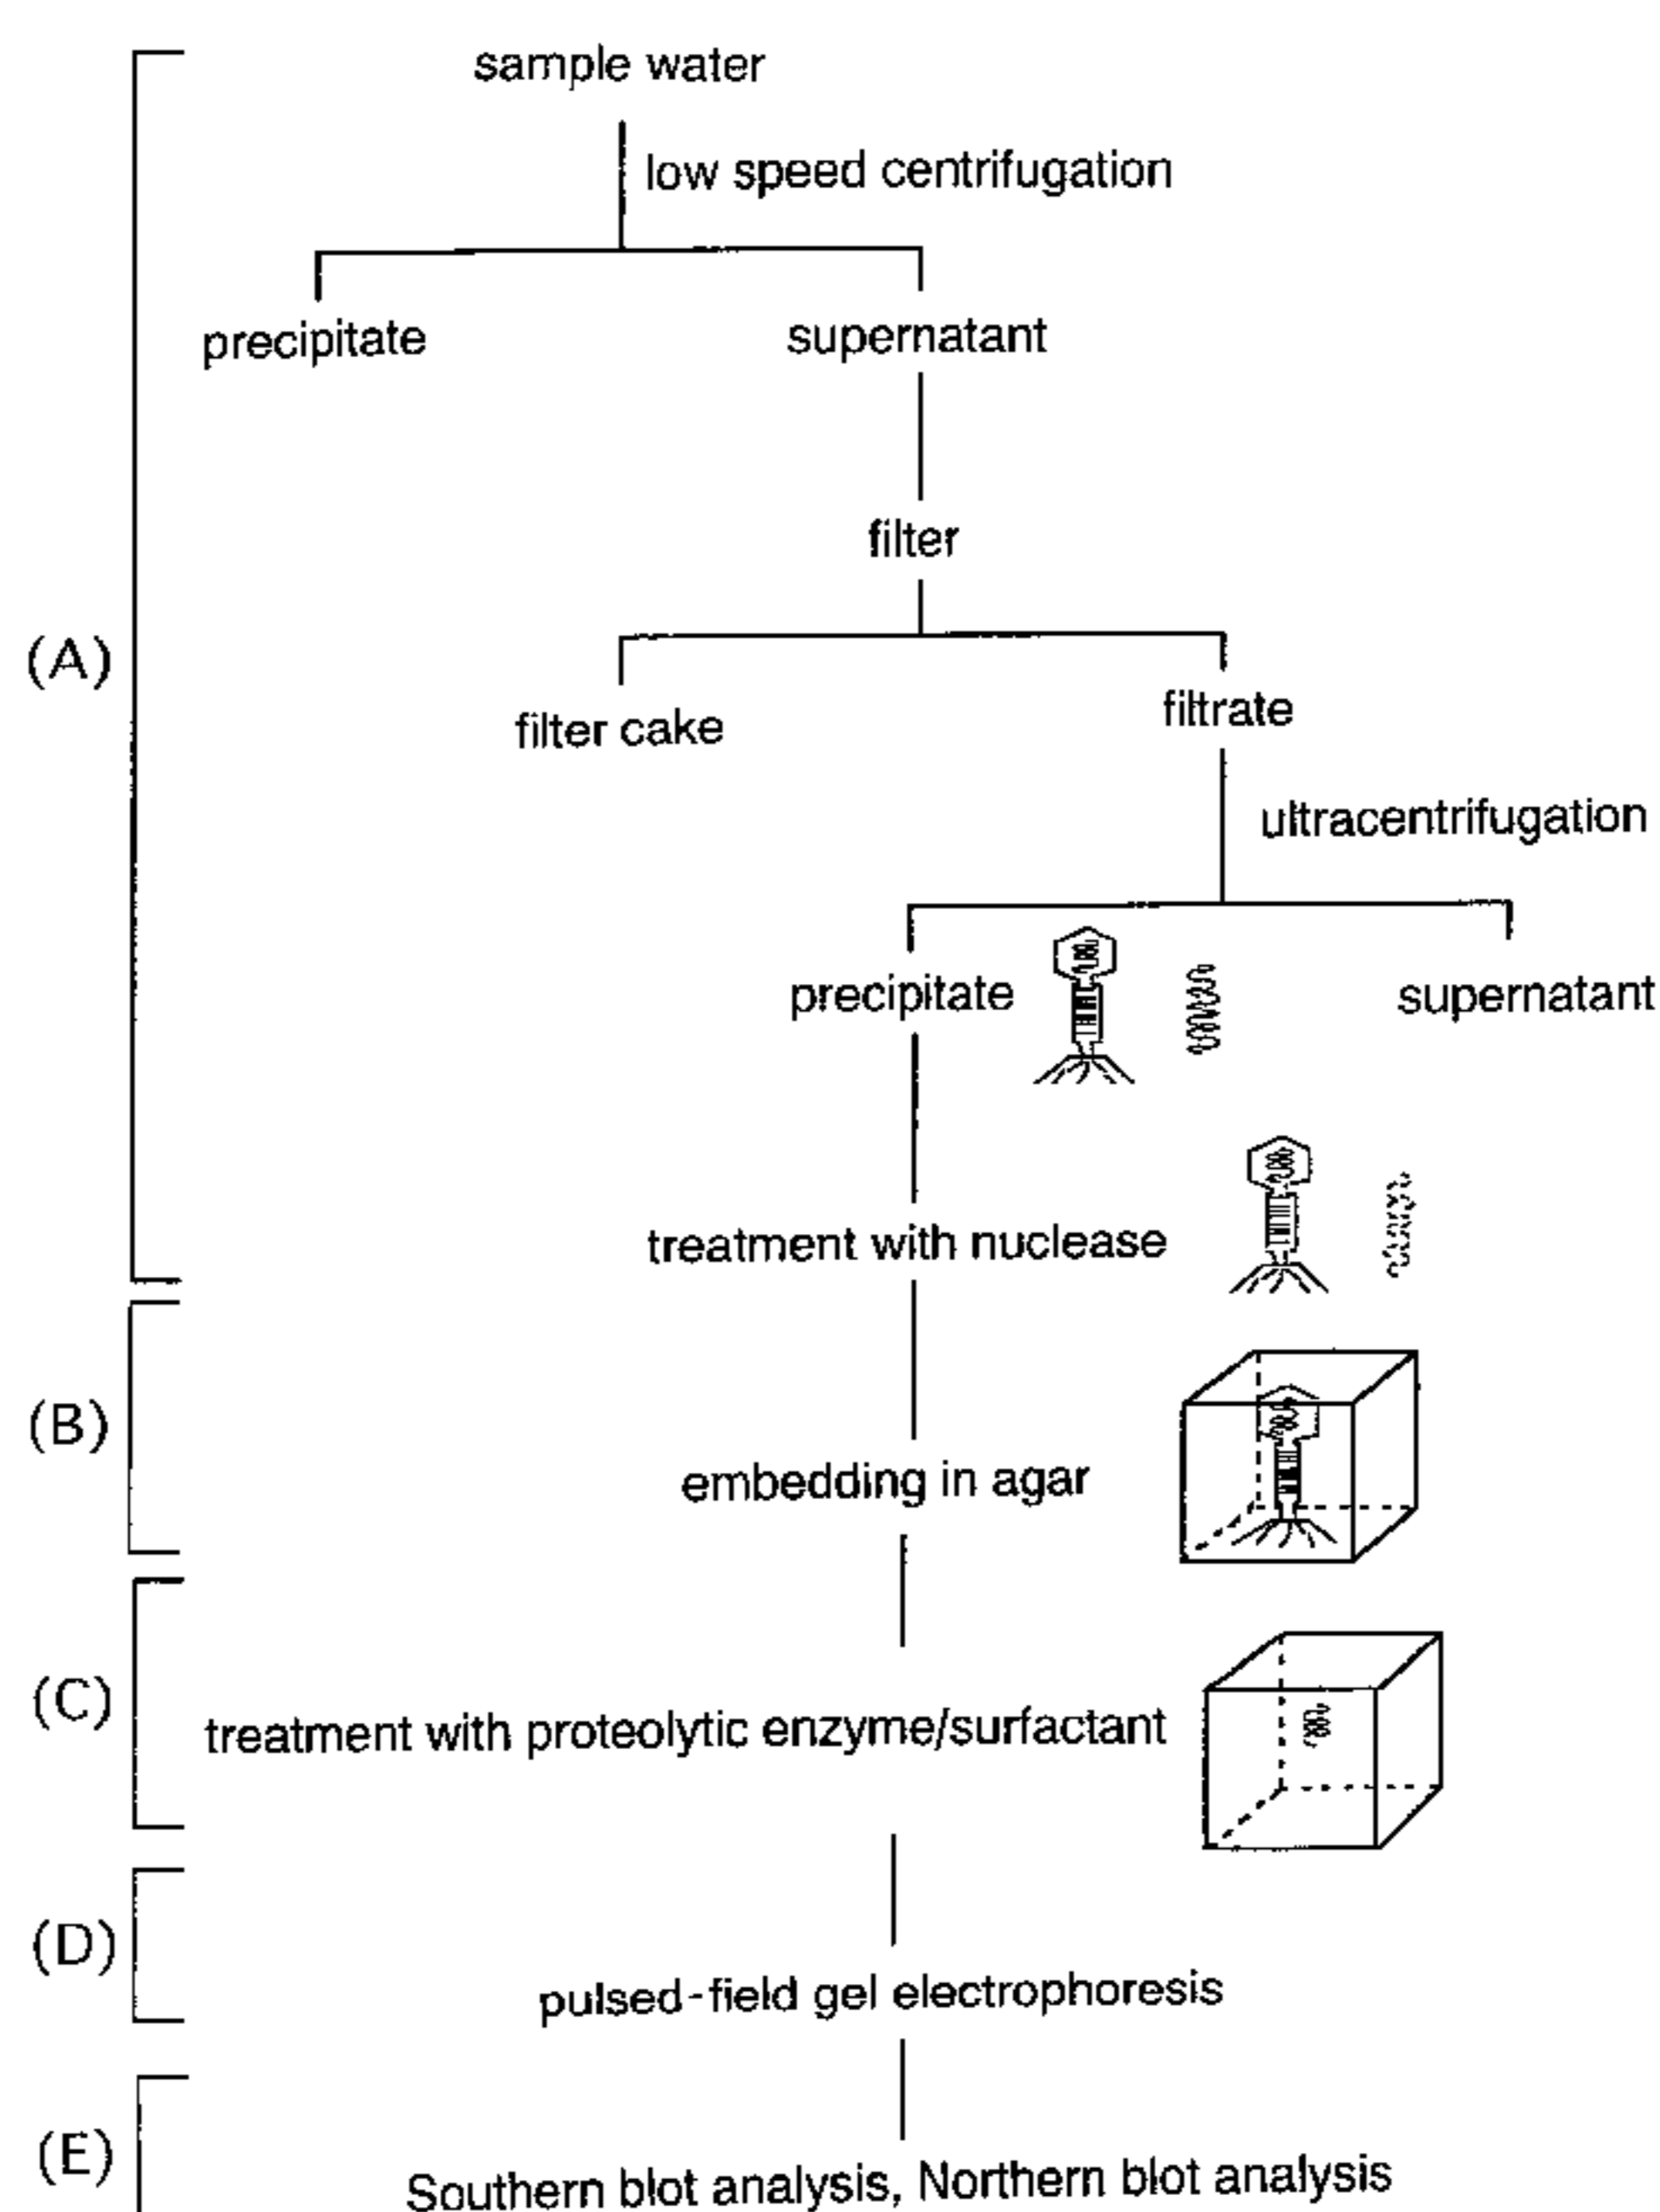 sample water
low speed centrifugation
precipitate
supernatant
filter
(A)
filter cake
filtrate
ultracentrifugation
precipitate
supernatant
treatment with nuclease
(B)
embedding in agar
(C)
treatment with proteolytic enzyme/surfactant
(D)
pulsed-field gel electrophoresis
(E)
Southern blot analysis, Northern blot analysis